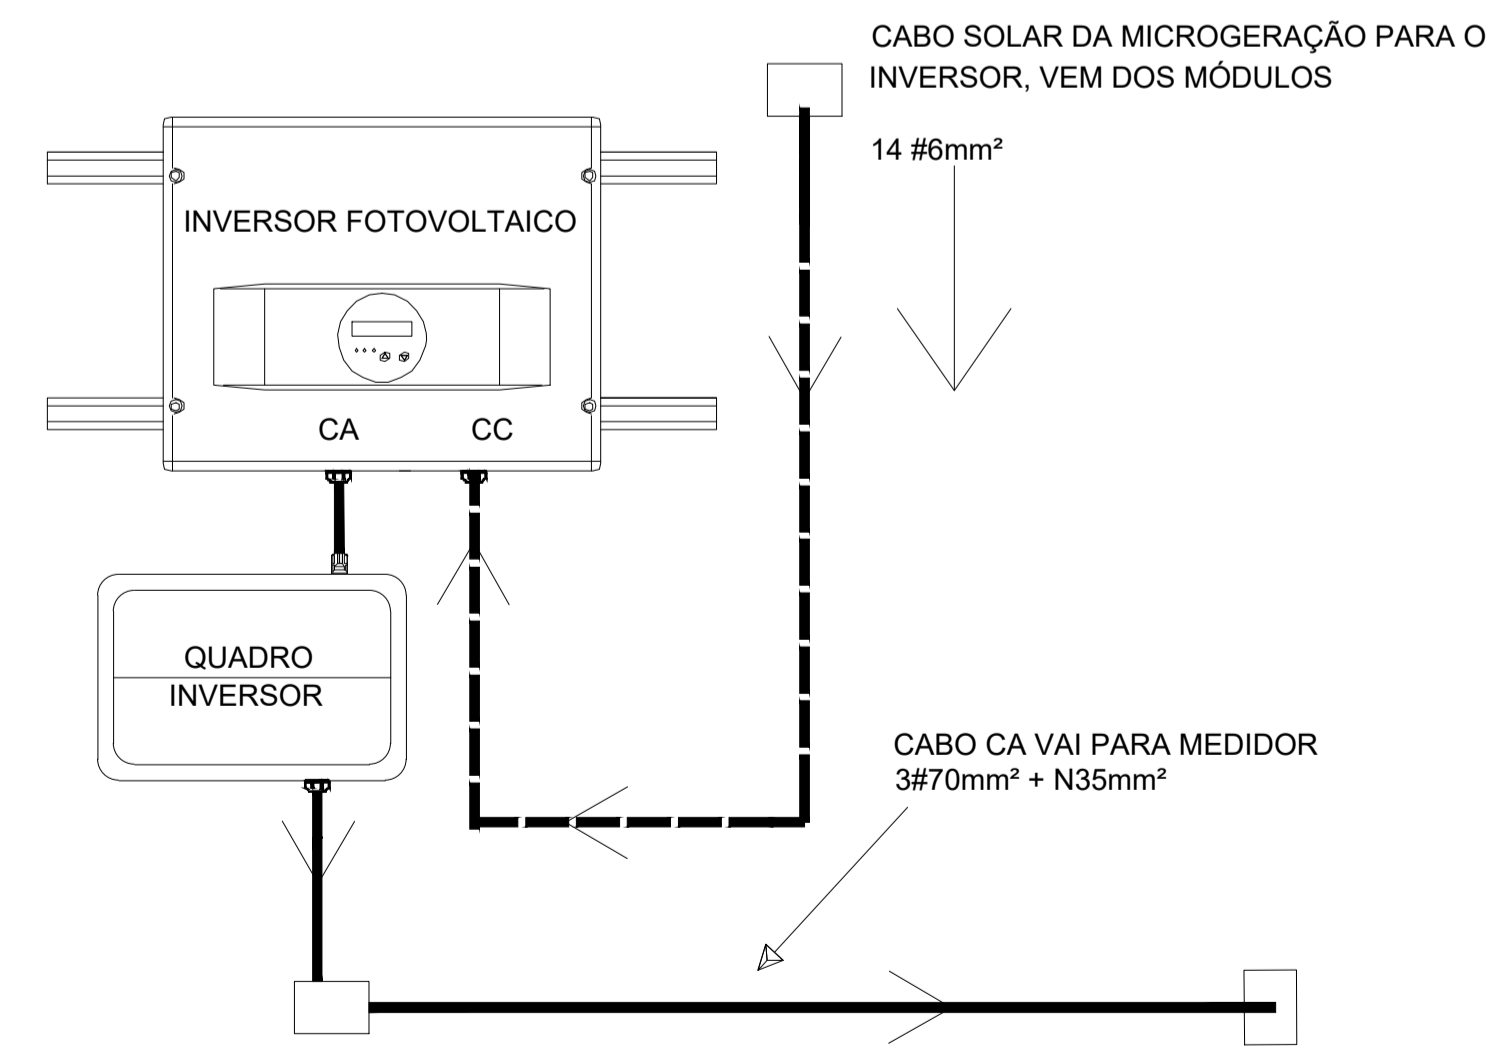 CABO SOLAR DA MICROGERAÇÃO PARA O
INVERSOR, VEM DOS MÓDULOS
14 #6mm²
INVERSOR FOTOVOLTAICO
CA
CC
QUADRO
INVERSOR
CABO CA VAI PARA MEDIDOR
3#70mm² + N35mm²